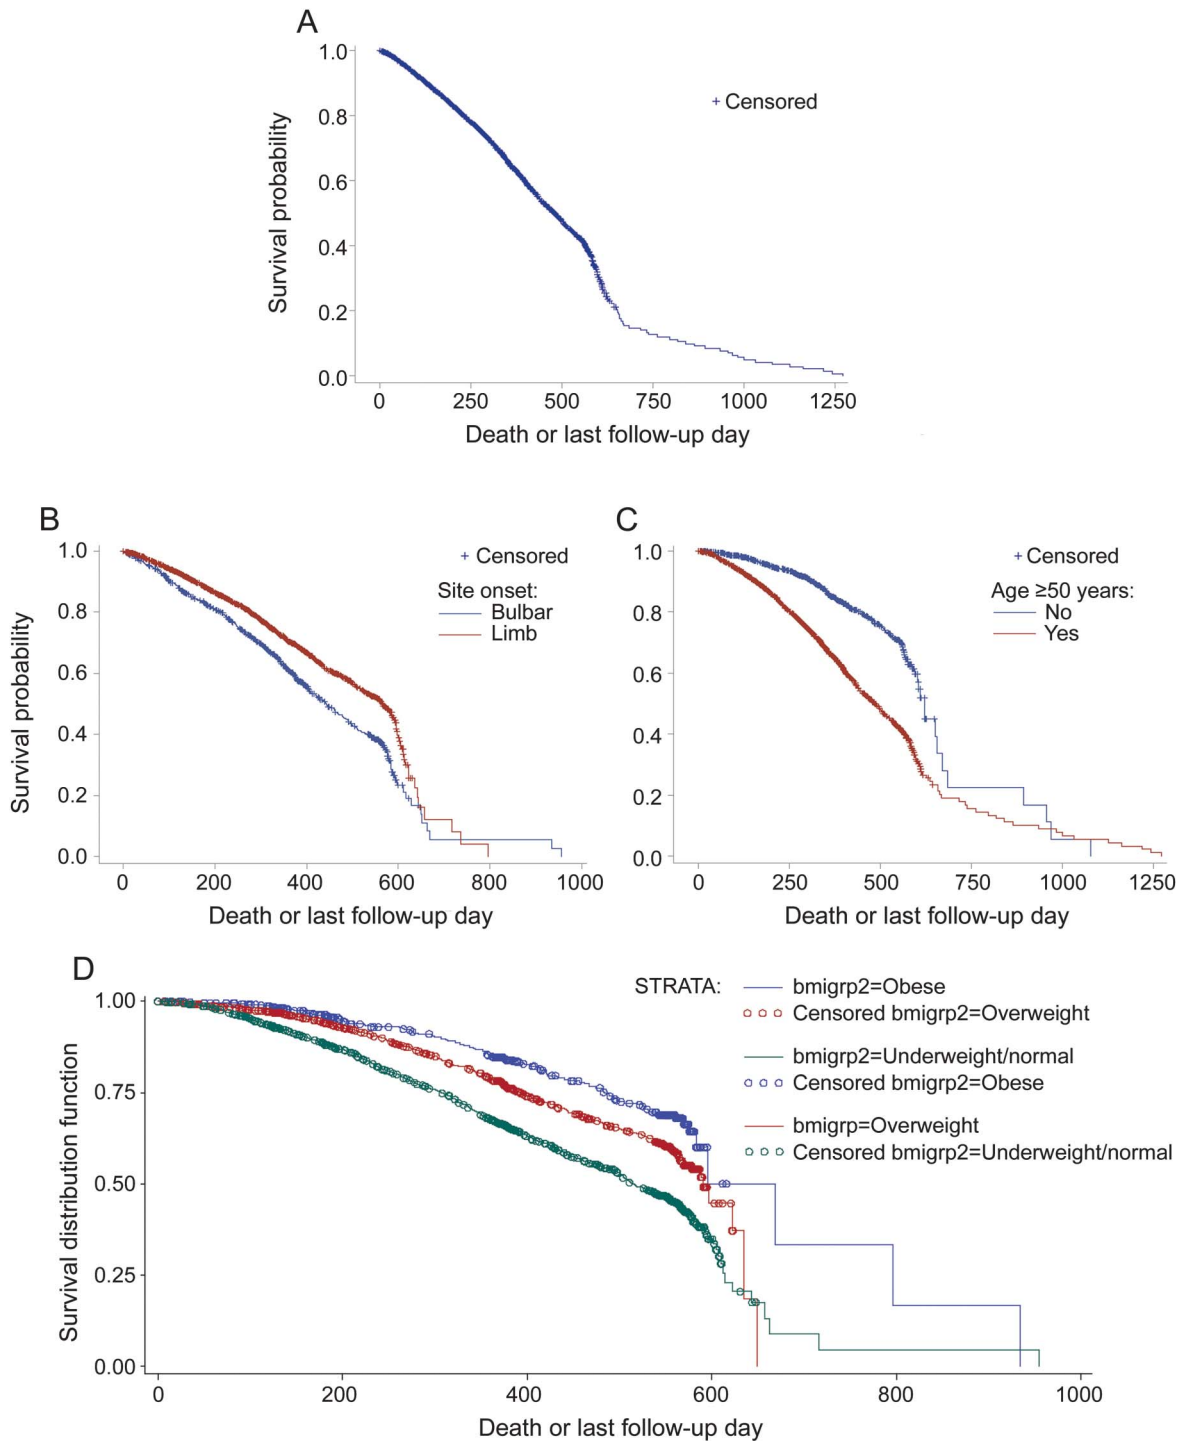 A
1.0
0.8
0.6
0.4
0.2
0.0
Survival probability
+ Censored
0 250 500 750 1000 1250
Death or last follow-up day
B
1.0
0.8
0.6
0.4
0.2
0.0
Survival probability
+ Censored
Site onset:
Bulbar
Limb
0 200 400 600 800 1000
Death or last follow-up day
C
1.0
0.8
0.6
0.4
0.2
0.0
+ Censored
Age ≥50 years:
No
Yes
0 250 500 750 1000 1250
Death or last follow-up day
D
1.00
0.75
0.50
0.25
0.00
Survival distribution function
STRATA:
bmigrp2=Obese
Censored bmigrp2=Overweight
bmigrp2=Underweight/normal
Censored bmigrp2=Obese
bmigrp=Overweight
Censored bmigrp2=Underweight/normal
0 200 400 600 800 1000
Death or last follow-up day